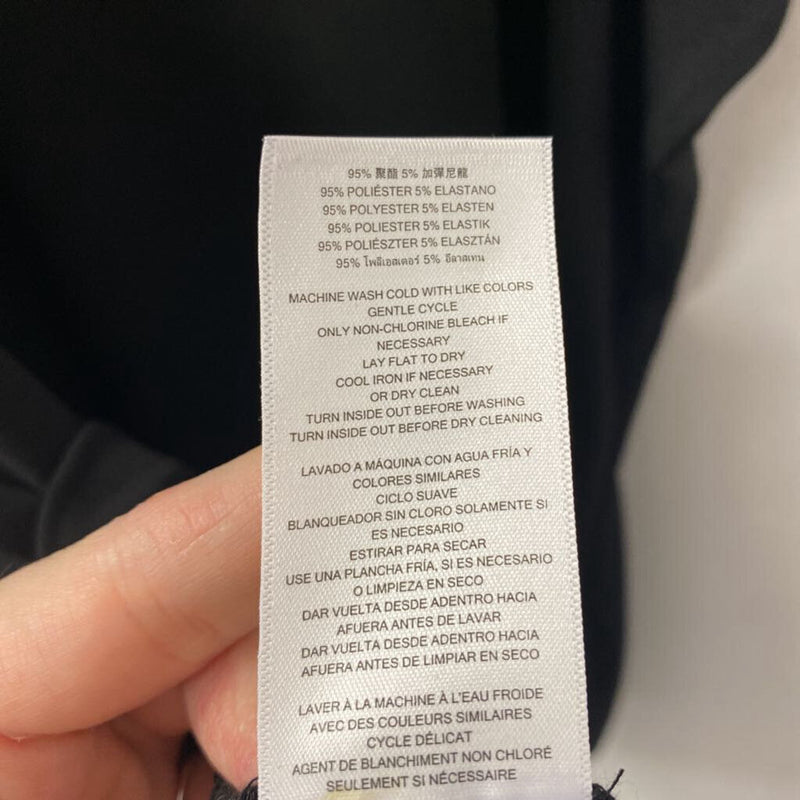 95% 聚酯 5% 加彈尼龍
95% POLIÉSTER 5% ELASTANO
95% POLYESTER 5% ELASTEN
95% POLIESTER 5% ELASTIK
95% POLIÉSZTER 5% ELASZTÁN
95% โพลีเอสเตอร์ 5% อีลาสเทน
MACHINE WASH COLD WITH LIKE COLORS
GENTLE CYCLE
ONLY NON-CHLORINE BLEACH IF
NECESSARY
LAY FLAT TO DRY
COOL IRON IF NECESSARY
OR DRY CLEAN
TURN INSIDE OUT BEFORE WASHING
TURN INSIDE OUT BEFORE DRY CLEANING
LAVADO A MÁQUINA CON AGUA FRÍA Y
COLORES SIMILARES
CICLO SUAVE
BLANQUEADOR SIN CLORO SOLAMENTE SI
ES NECESARIO
ESTIRAR PARA SECAR
USE UNA PLANCHA FRÍA, SI ES NECESARIO
O LIMPIEZA EN SECO
DAR VUELTA DESDE ADENTRO HACIA
AFUERA ANTES DE LAVAR
DAR VUELTA DESDE ADENTRO HACIA
AFUERA ANTES DE LIMPIAR EN SECO
LAVER À LA MACHINE À L'EAU FROIDE
AVEC DES COULEURS SIMILAIRES
CYCLE DÉLICAT
AGENT DE BLANCHIMENT NON CHLORÉ
SEULEMENT SI NÉCESSAIRE